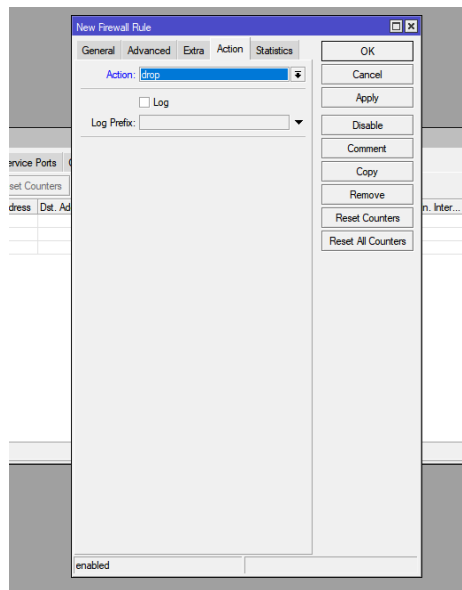 New Firewall Rule
General Advanced Extra Action Statistics
Action: drop
Log
Log Prefix:
OK
Cancel
Apply
Disable
Comment
Copy
Remove
Reset Counters
Reset All Counters
enabled
ervice Ports
set Counters
dress Dst. Ad
n. Inter...